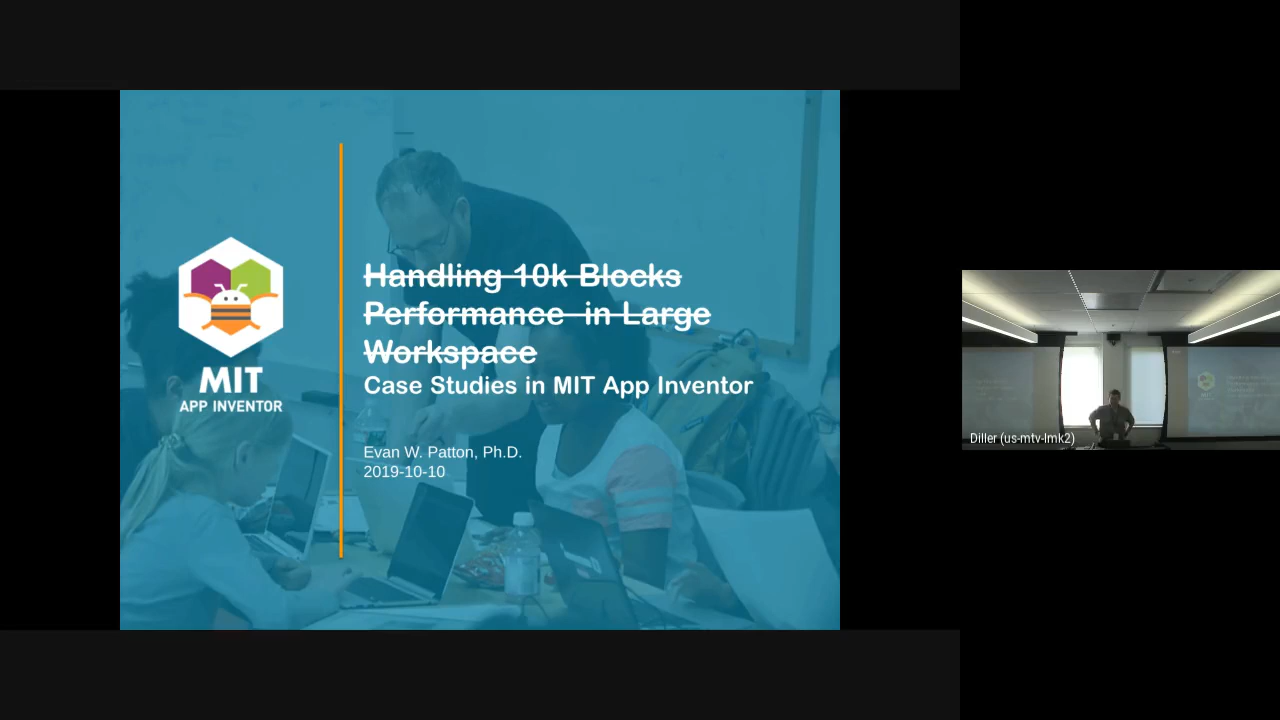 Handling 10k Blocks
Performance in Large
Workspace
Case Studies in MIT App Inventor
MIT
APP INVENTOR
Evan W. Patton, Ph.D.
2019-10-10
Diller (us-mtv-lmk2)